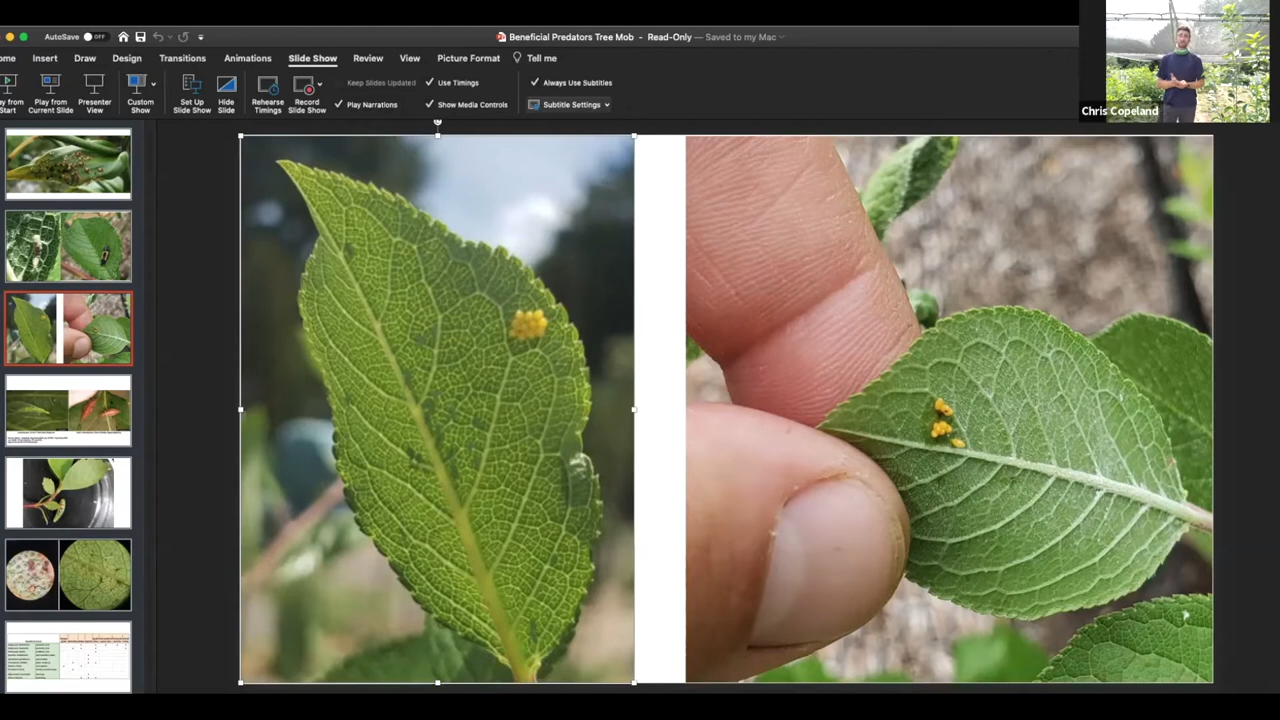 AutoSave OFF
Beneficial Predators Tree Mob - Read-Only — Saved to my Mac
ome Insert Draw Design Transitions Animations Slide Show Review View Picture Format Tell me
Keep Slides Updated Use Timings Always Use Subtitles
y from Start
Play from Current Slide
Presenter View
Custom Show
Set Up Slide Show
Hide Slide
Rehearse Timings
Record Slide Show
Play Narrations Show Media Controls Subtitle Settings
Chris Copeland